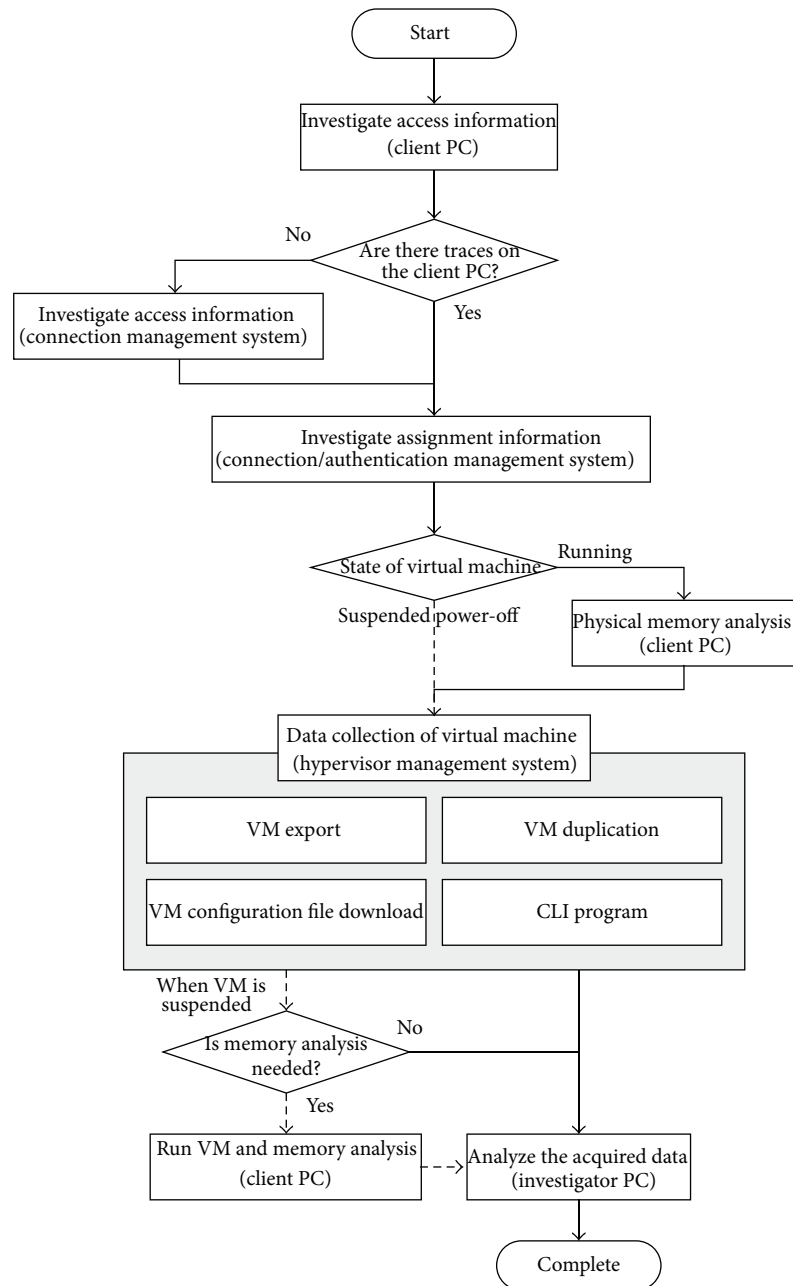 Start
Investigate access information
(client PC)
No
Are there traces on
the client PC?
Investigate access information
(connection management system)
Yes
Investigate assignment information
(connection/authentication management system)
State of virtual machine
Running
Suspended power-off
Physical memory analysis
(client PC)
Data collection of virtual machine
(hypervisor management system)
VM export
VM duplication
VM configuration file download
CLI program
When VM is
suspended
Is memory analysis
needed?
No
Yes
Run VM and memory analysis
(client PC)
Analyze the acquired data
(investigator PC)
Complete